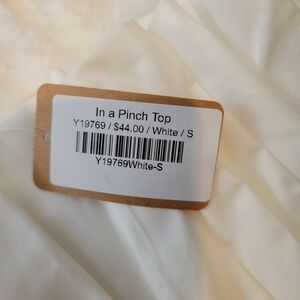 In a Pinch Top
Y19769 / $44.00 / White / S
Y19769White-S